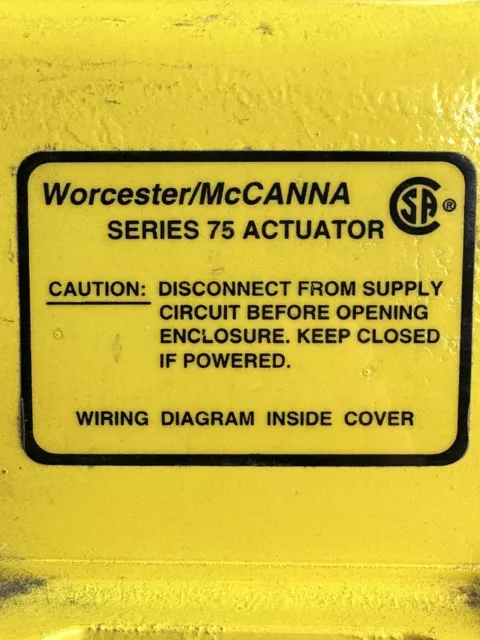 Worcester/McCANNA
SERIES 75 ACTUATOR
CSA®
CAUTION: DISCONNECT FROM SUPPLY
CIRCUIT BEFORE OPENING
ENCLOSURE. KEEP CLOSED
IF POWERED.
WIRING DIAGRAM INSIDE COVER